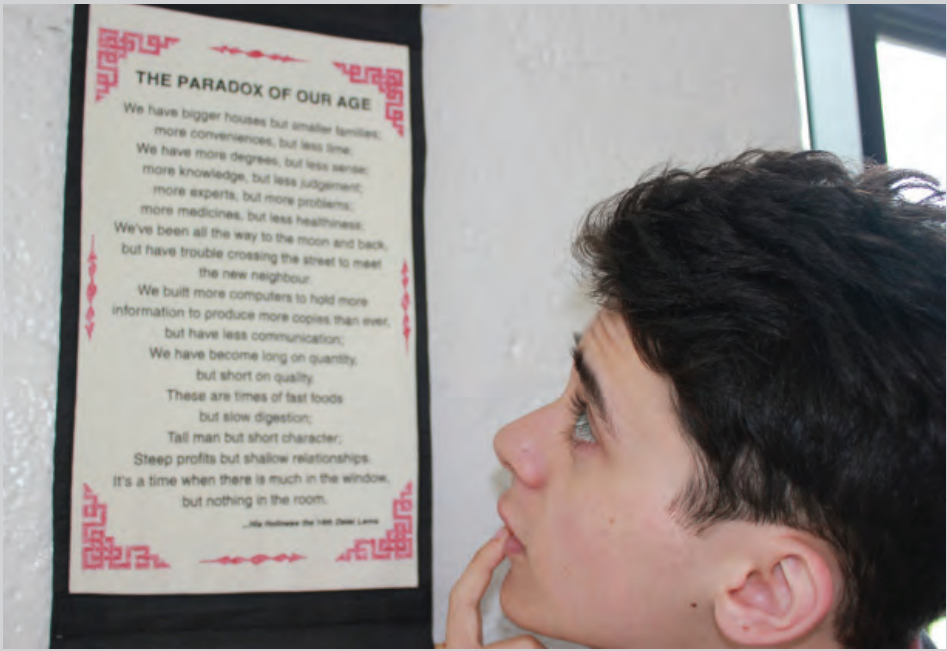 THE PARADOX OF OUR AGE
We have bigger houses but smaller families;
more conveniences, but less time;
We have more degrees, but less sense;
more knowledge, but less judgement;
more experts, but more problems;
more medicines, but less healthiness;
We've been all the way to the moon and back,
but have trouble crossing the street to meet
the new neighbour.
We built more computers to hold more
information to produce more copies than ever,
but have less communication;
We have become long on quantity,
but short on quality.
These are times of fast foods
but slow digestion;
Tall man but short character;
Steep profits but shallow relationships.
It's a time when there is much in the window,
but nothing in the room.
...His Holiness the 14th Dalai Lama